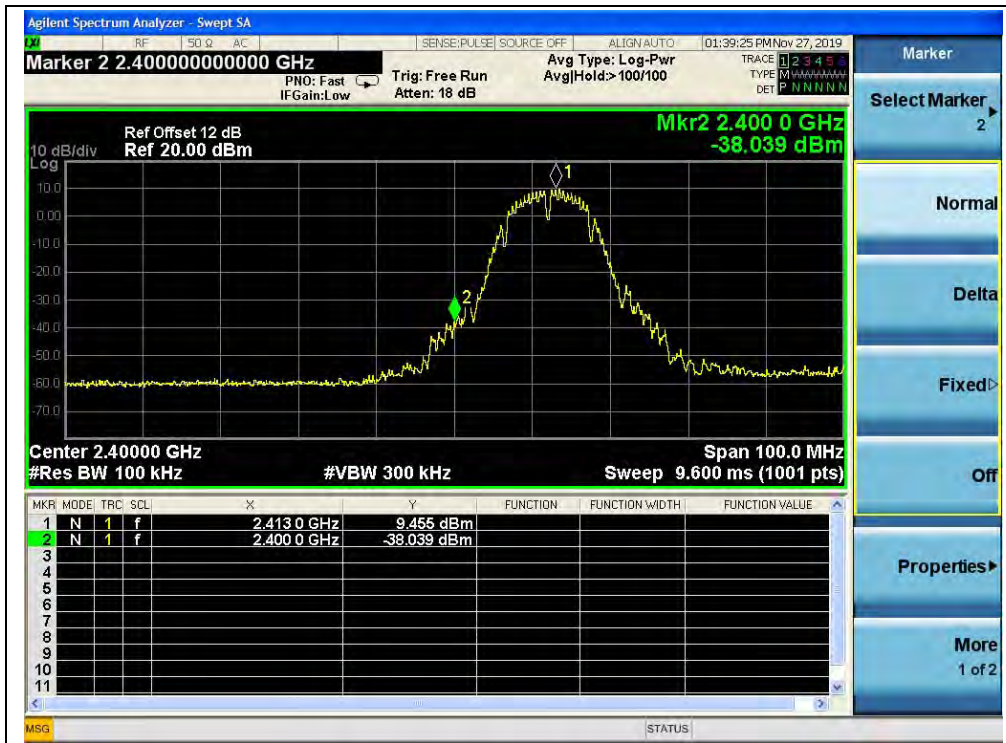 Agilent Spectrum Analyzer - Swept SA
LXI RF 50 Ω AC SENSE:PULSE SOURCE OFF ALIGN AUTO 01:39:25 PM Nov 27, 2019
Marker 2 2.400000000000 GHz
PNO: Fast
IFGain:Low
Trig: Free Run
Atten: 18 dB
Avg Type: Log-Pwr
Avg|Hold:>100/100
TRACE 1 2 3 4 5 6
TYPE M WWWWW
DET P N N N N N
Ref Offset 12 dB
Ref 20.00 dBm
10 dB/div
Log
Mkr2 2.400 0 GHz
-38.039 dBm
10.0
0.00
-10.0
-20.0
-30.0
-40.0
-50.0
-60.0
-70.0
1
2
Center 2.40000 GHz Span 100.0 MHz
#Res BW 100 kHz #VBW 300 kHz Sweep 9.600 ms (1001 pts)
MKR MODE TRC SCL X Y FUNCTION FUNCTION WIDTH FUNCTION VALUE
1 N 1 f 2.413 0 GHz 9.455 dBm
2 N 1 f 2.400 0 GHz -38.039 dBm
3
4
5
6
7
8
9
10
11
MSG STATUS
Marker
Select Marker
2
Normal
Delta
Fixed
Off
Properties
More
1 of 2